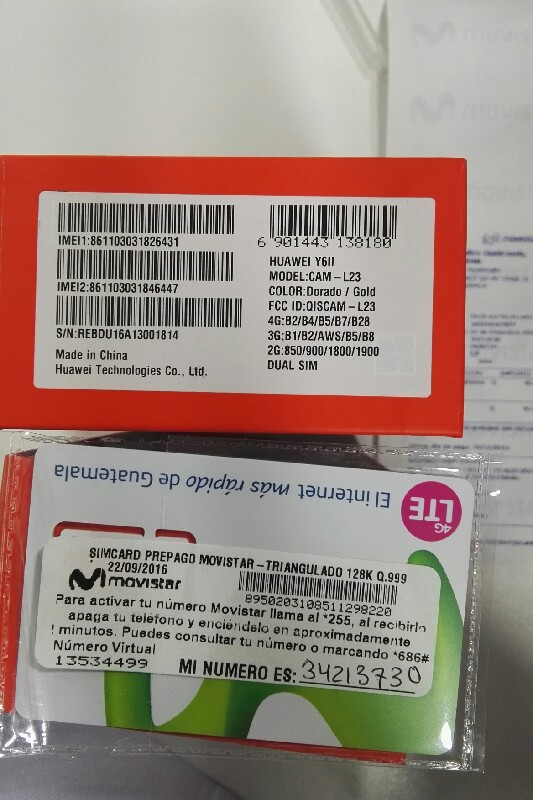 movis
movis
IMEI1:861103031826431
IMEI2:861103031846447
S/N:REBDU16A13001814
Made in China
Huawei Technologies Co., Ltd.
6 901443 138180
HUAWEI Y6II
MODEL:CAM-L23
COLOR:Dorado / Gold
FCC ID:QISCAM-L23
4G:B2/B4/B5/B7/B28
3G;B1/B2/AWS/B5/B8
2G:850/900/1800/1900
DUAL SIM
El internet más rápido de Guatemala
4G
LTE
SIMCARD PREPAGO MOVISTAR-TRIANGULADO 128K Q.999
22/09/2016
movistar
8950203108511298220
Para activar tu número Movistar llama al *255, al recibirlo
apaga tu teléfono y enciéndelo en aproximadamente
minutos. Puedes consultar tu número o marcando *686#
Número Virtual
13534499
MI NUMERO ES: 34213730